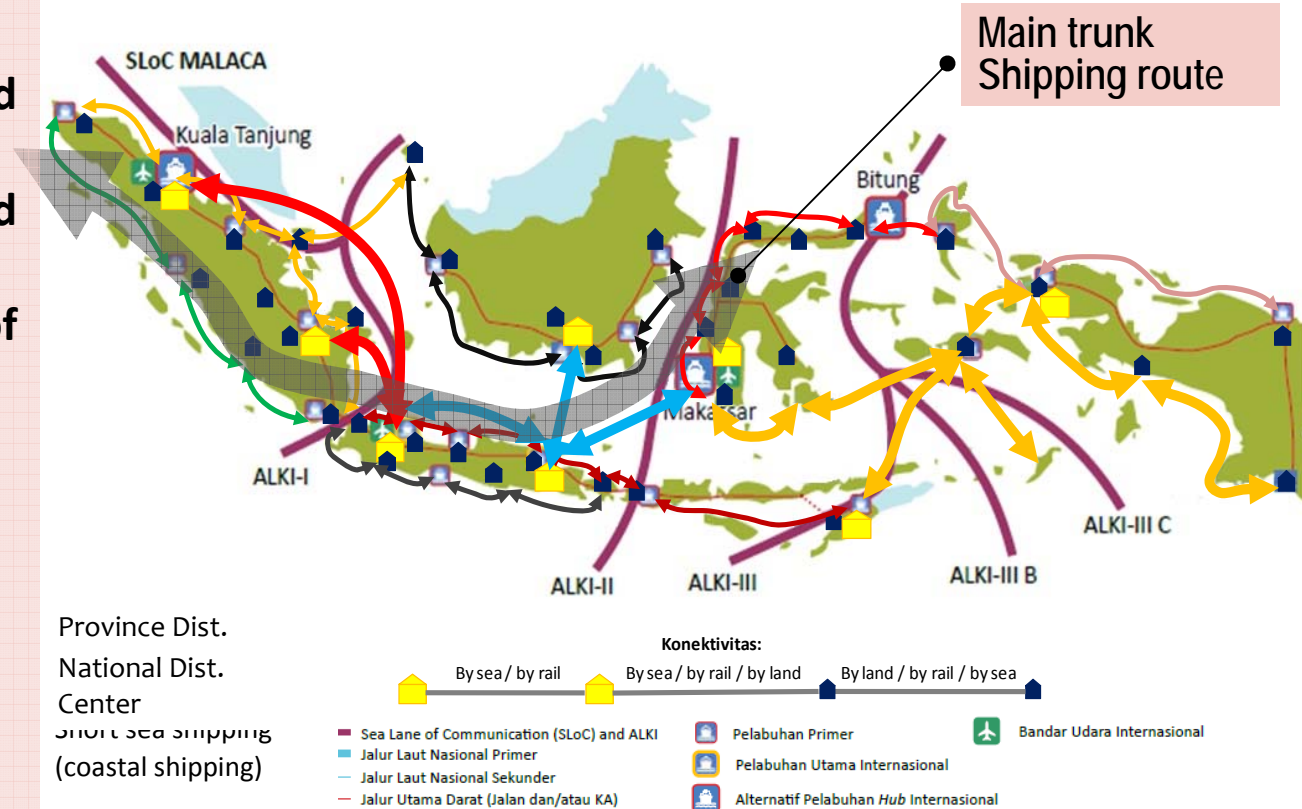 d
d
of
Main trunk
Shipping route
SLoC MALACA
Kuala Tanjung
Bitung
Makassar
ALKI-I
ALKI-II
ALKI-III
ALKI-III B
ALKI-III C
Province Dist.
National Dist.
Center
Short sea shipping
(coastal shipping)
Konektivitas:
By sea / by rail
By sea / by rail / by land
By land / by rail / by sea
Sea Lane of Communication (SLoC) and ALKI
Jalur Laut Nasional Primer
Jalur Laut Nasional Sekunder
Jalur Utama Darat (Jalan dan/atau KA)
Pelabuhan Primer
Pelabuhan Utama Internasional
Alternatif Pelabuhan Hub Internasional
Bandar Udara Internasional